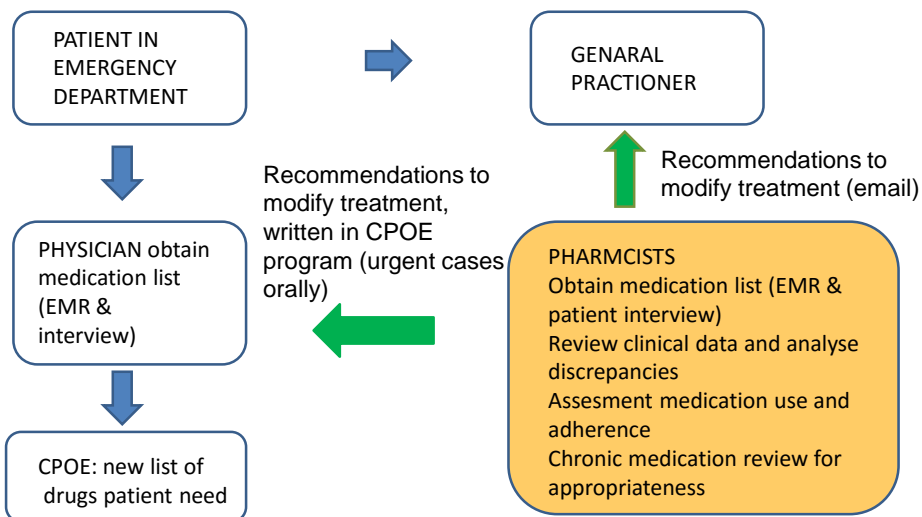 PATIENT IN
EMERGENCY
DEPARTMENT
GENARAL
PRACTIONER
Recommendations to
modify treatment (email)
Recommendations to
modify treatment,
written in CPOE
program (urgent cases
orally)
PHYSICIAN obtain
medication list
(EMR &
interview)
PHARMCISTS
Obtain medication list (EMR &
patient interview)
Review clinical data and analyse
discrepancies
Assesment medication use and
adherence
Chronic medication review for
appropriateness
CPOE: new list of
drugs patient need